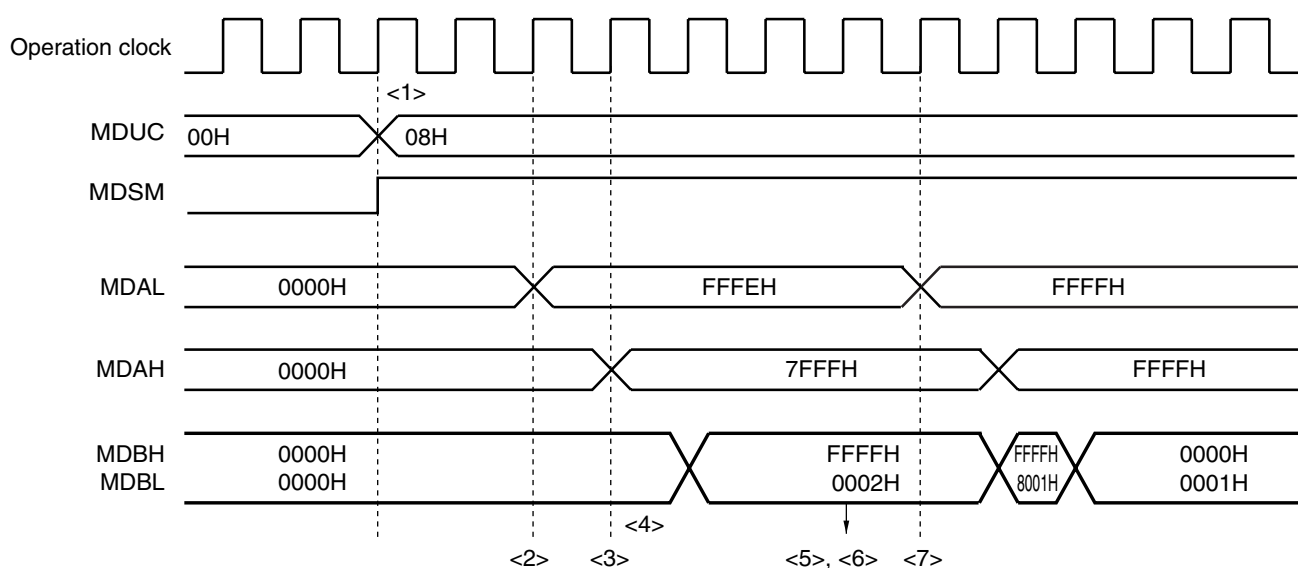 Operation clock
<1>
MDUC 00H 08H
MDSM
MDAL 0000H FFFEH FFFFH
MDAH 0000H 7FFFH FFFFH
MDBH 0000H FFFFH FFFFH 0000H
MDBL 0000H 0002H 8001H 0001H
<4>
<2> <3> <5>, <6> <7>